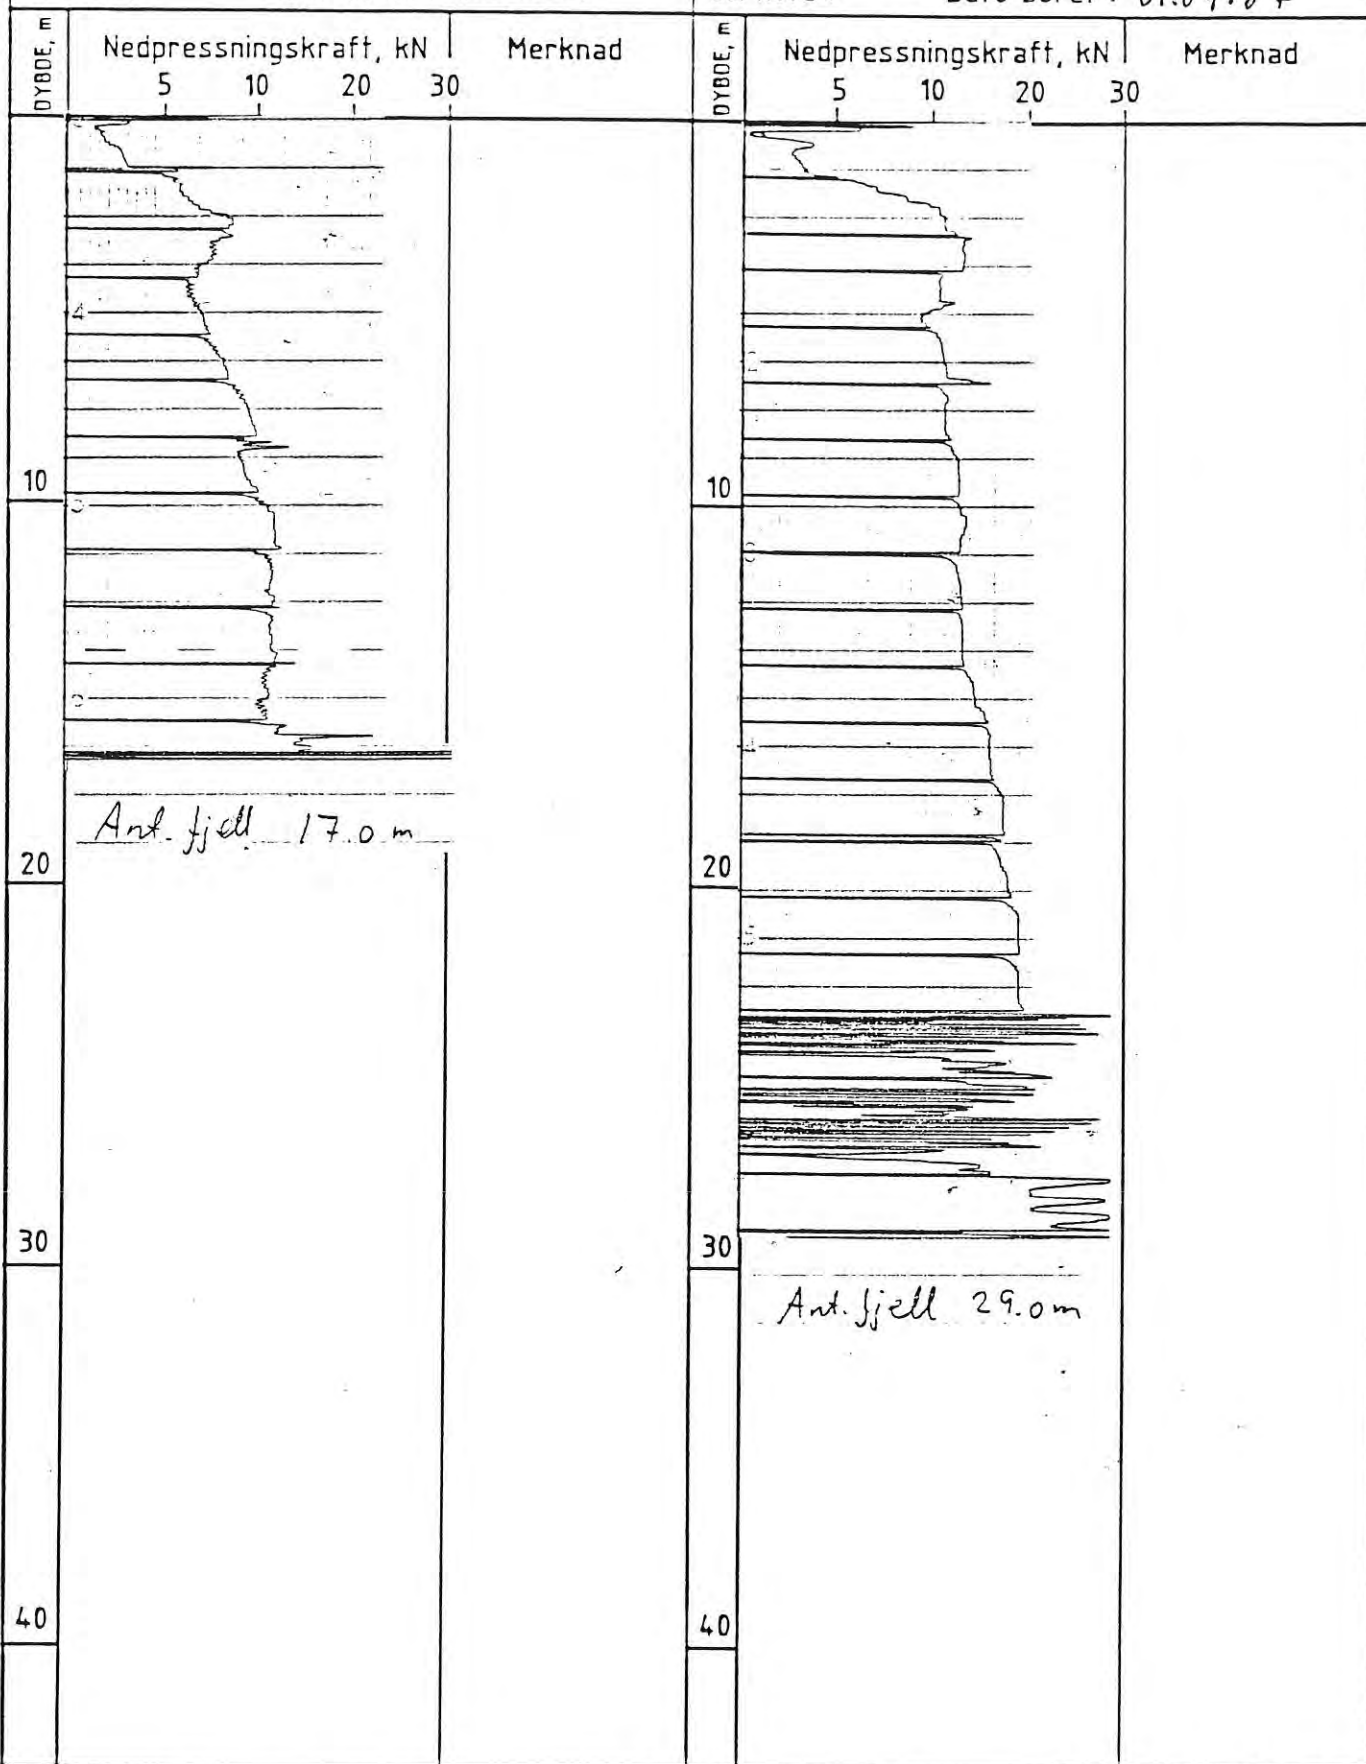 DYBDE, m
Nedpressningskraft, kN
Merknad
5 10 20 30
10
Ant. fjell 17.0 m
20
30
40
DYBDE, m
Nedpressningskraft, kN
Merknad
5 10 20 30
10
20
30
Ant. fjell 29.0 m
40